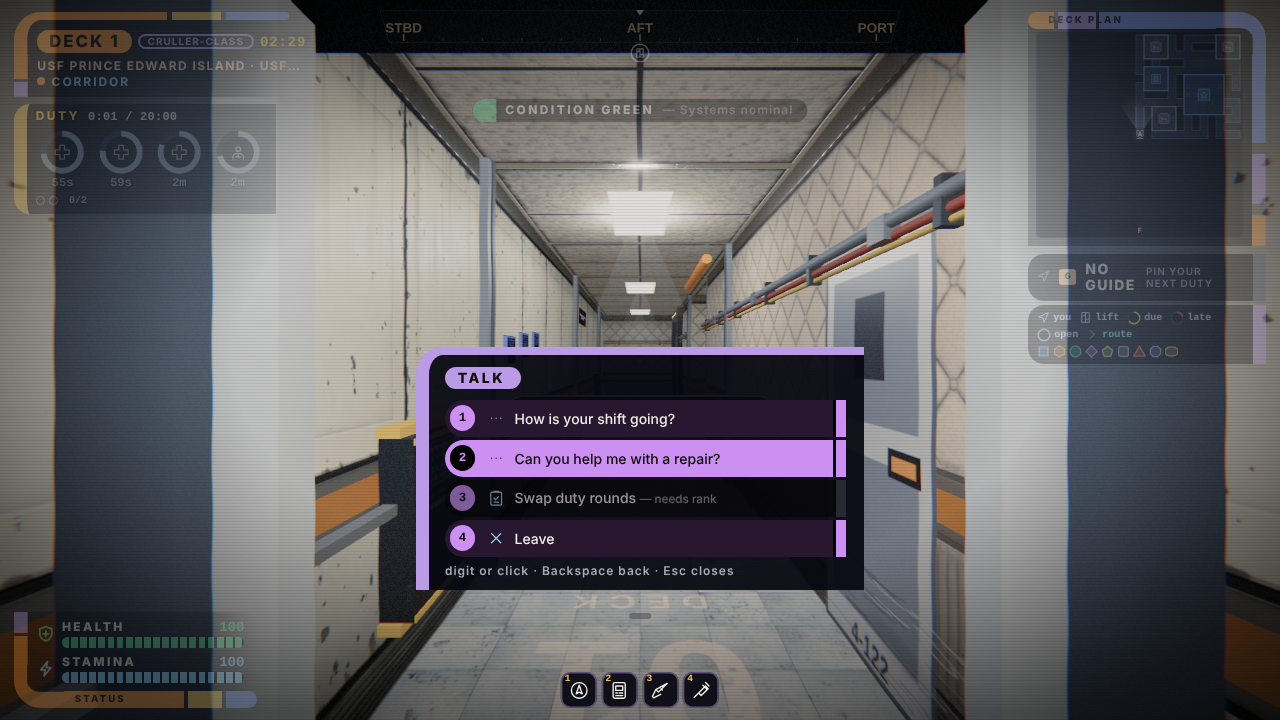 STBD AFT PORT
DECK 1 CRULLER-CLASS 02:29
USF PRINCE EDWARD ISLAND · USF…
CORRIDOR
DUTY 0:01 / 20:00
55s 59s 2m 2m
0/2
CONDITION GREEN — Systems nominal
DECK PLAN
F
G NO GUIDE PIN YOUR NEXT DUTY
you lift due late
open route
TALK
1 ··· How is your shift going?
2 ··· Can you help me with a repair?
3 Swap duty rounds — needs rank
4 Leave
digit or click · Backspace back · Esc closes
DECK
01
A-122
HEALTH 100
STAMINA 100
STATUS
1 2 3 4